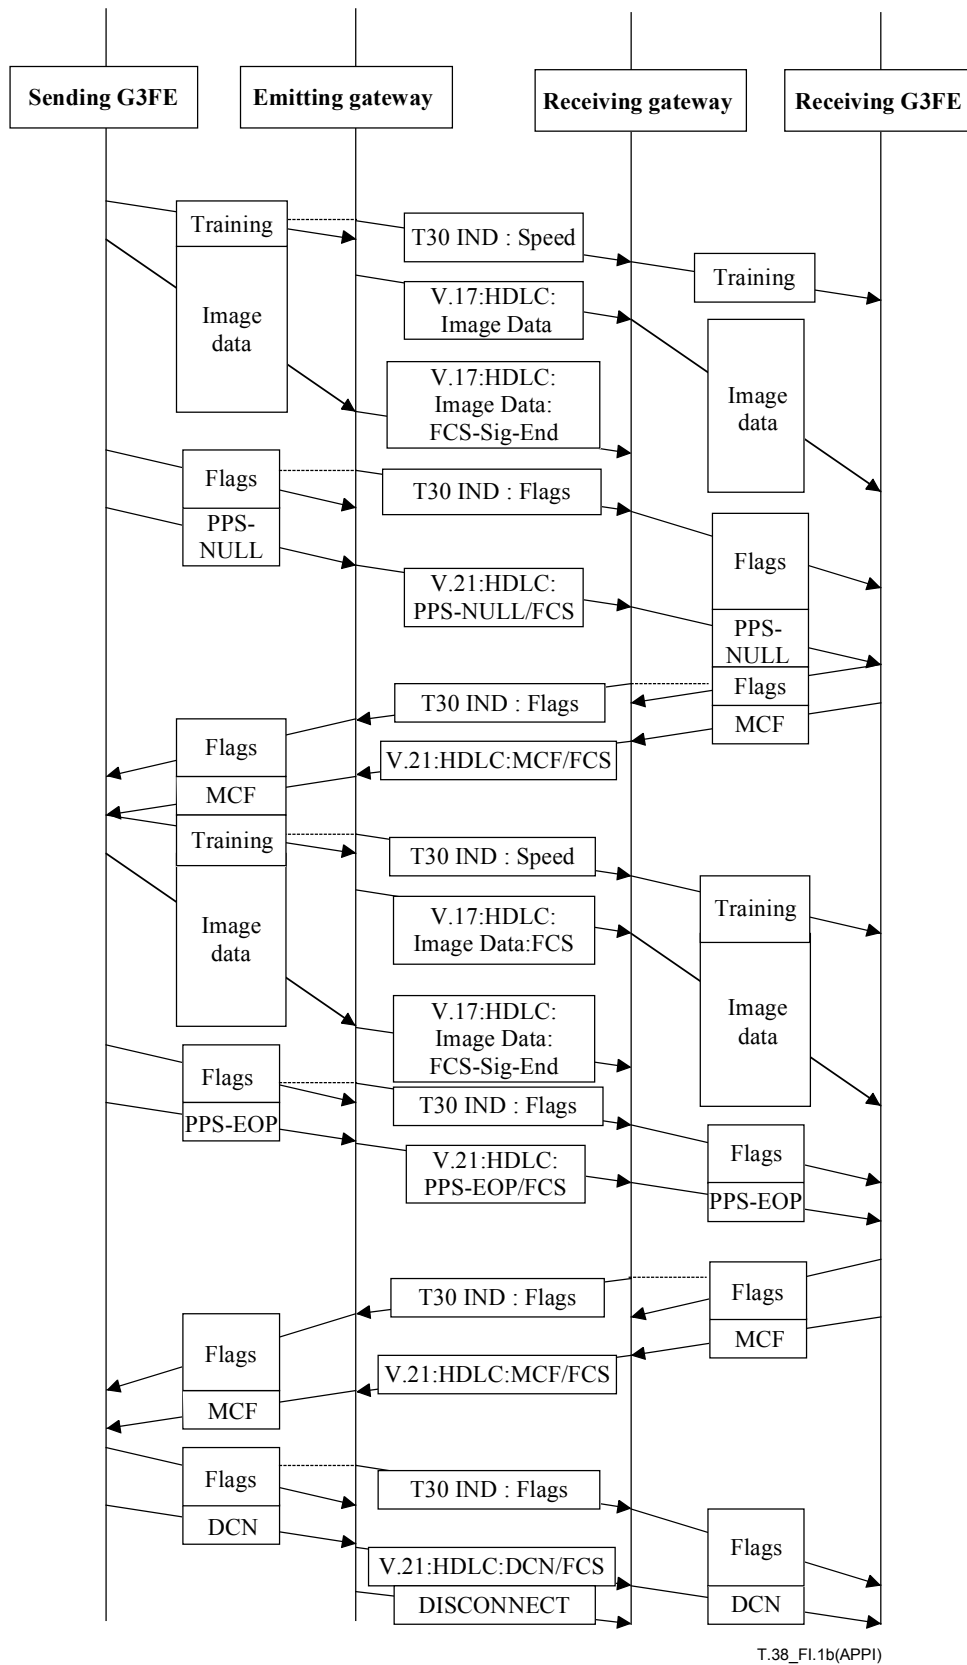 Sending G3FE
Emitting gateway
Receiving gateway
Receiving G3FE
Training
T30 IND : Speed
Training
Image
data
V.17:HDLC:
Image Data
V.17:HDLC:
Image Data:
FCS-Sig-End
Image
data
Flags
T30 IND : Flags
PPS-
NULL
Flags
V.21:HDLC:
PPS-NULL/FCS
PPS-
NULL
Flags
T30 IND : Flags
MCF
Flags
V.21:HDLC:MCF/FCS
MCF
Training
T30 IND : Speed
Training
Image
data
V.17:HDLC:
Image Data:FCS
V.17:HDLC:
Image Data:
FCS-Sig-End
Image
data
Flags
T30 IND : Flags
PPS-EOP
Flags
V.21:HDLC:
PPS-EOP/FCS
PPS-EOP
Flags
T30 IND : Flags
MCF
Flags
V.21:HDLC:MCF/FCS
MCF
Flags
T30 IND : Flags
DCN
Flags
V.21:HDLC:DCN/FCS
DISCONNECT
DCN
T.38_FI.1b(APPI)